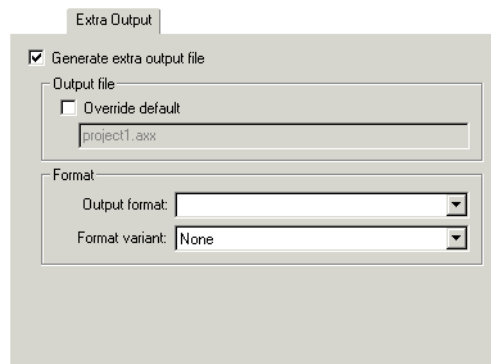 Extra Output
Generate extra output file
Output file
Override default
project1.axx
Format
Output format:
Format variant: None